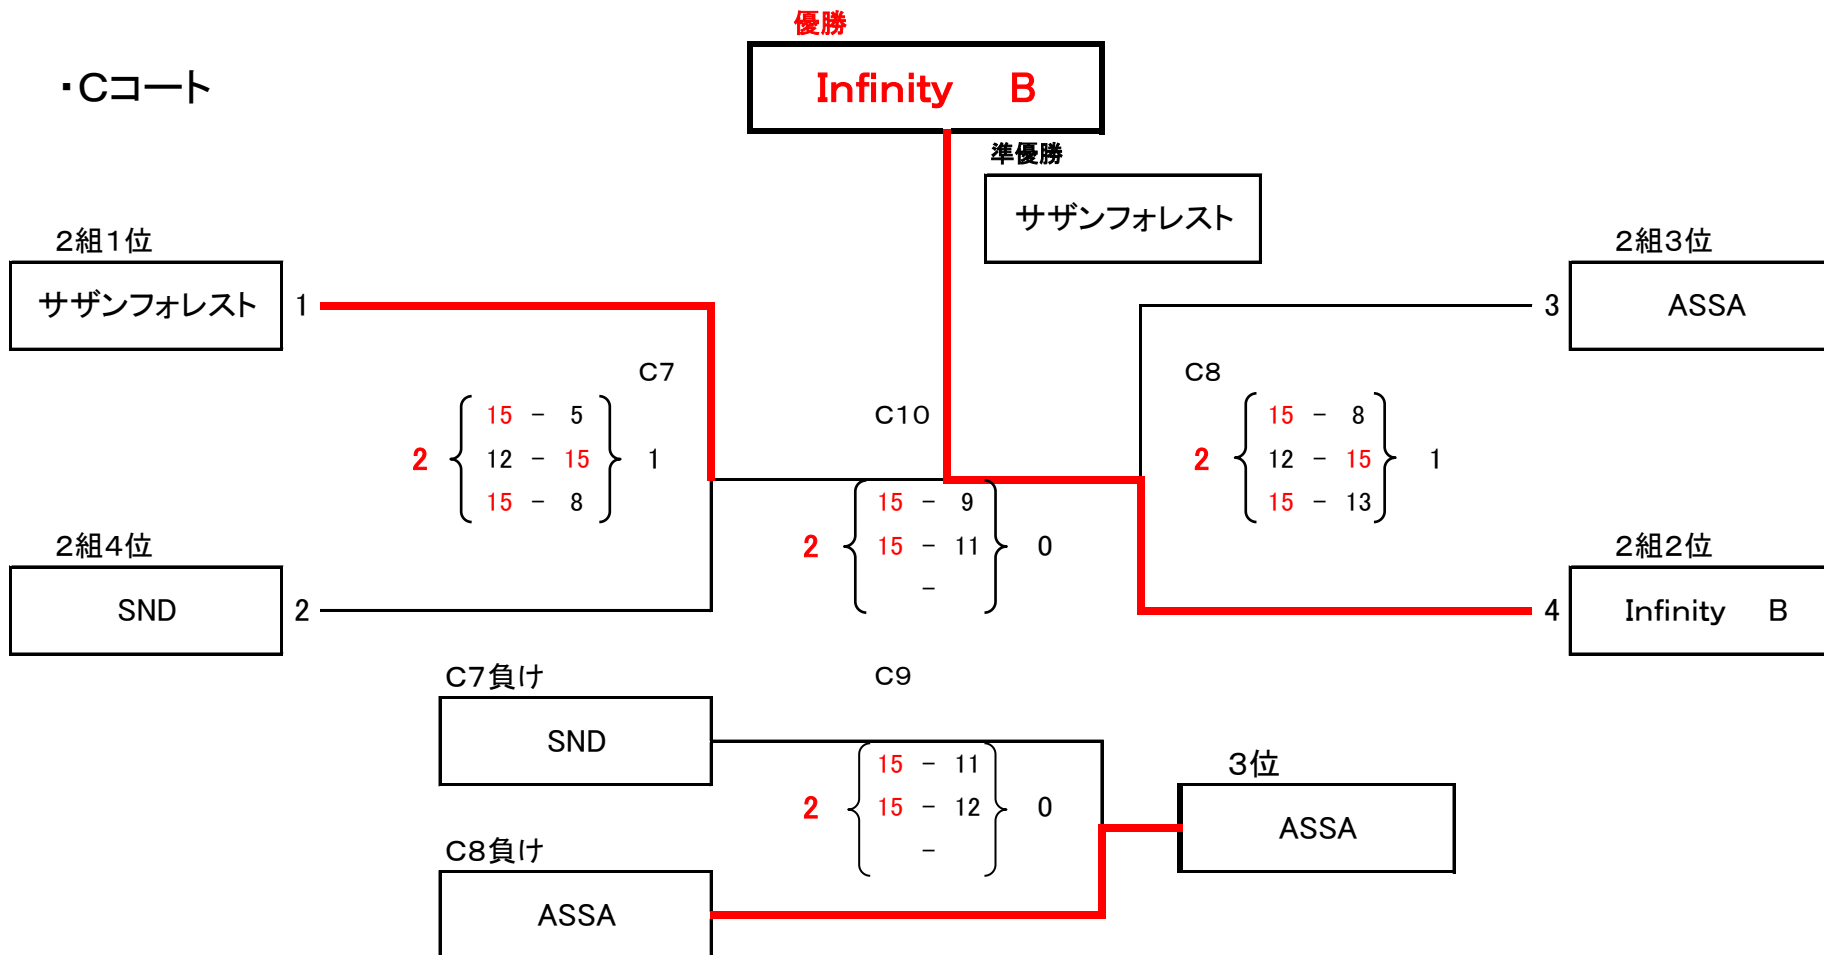 優勝
・Cコート
Infinity B
準優勝
サザンフォレスト
2組1位
2組3位
サザンフォレスト 1
3 ASSA
C7
C8
C10
15 － 5
2 12 － 15 1
15 － 8
15 － 8
2 12 － 15 1
15 － 13
15 － 9
2 15 － 11 0
－
2組4位
2組2位
SND 2
4 Infinity B
C7負け
C9
SND
15 － 11
2 15 － 12 0
－
3位
ASSA
C8負け
ASSA